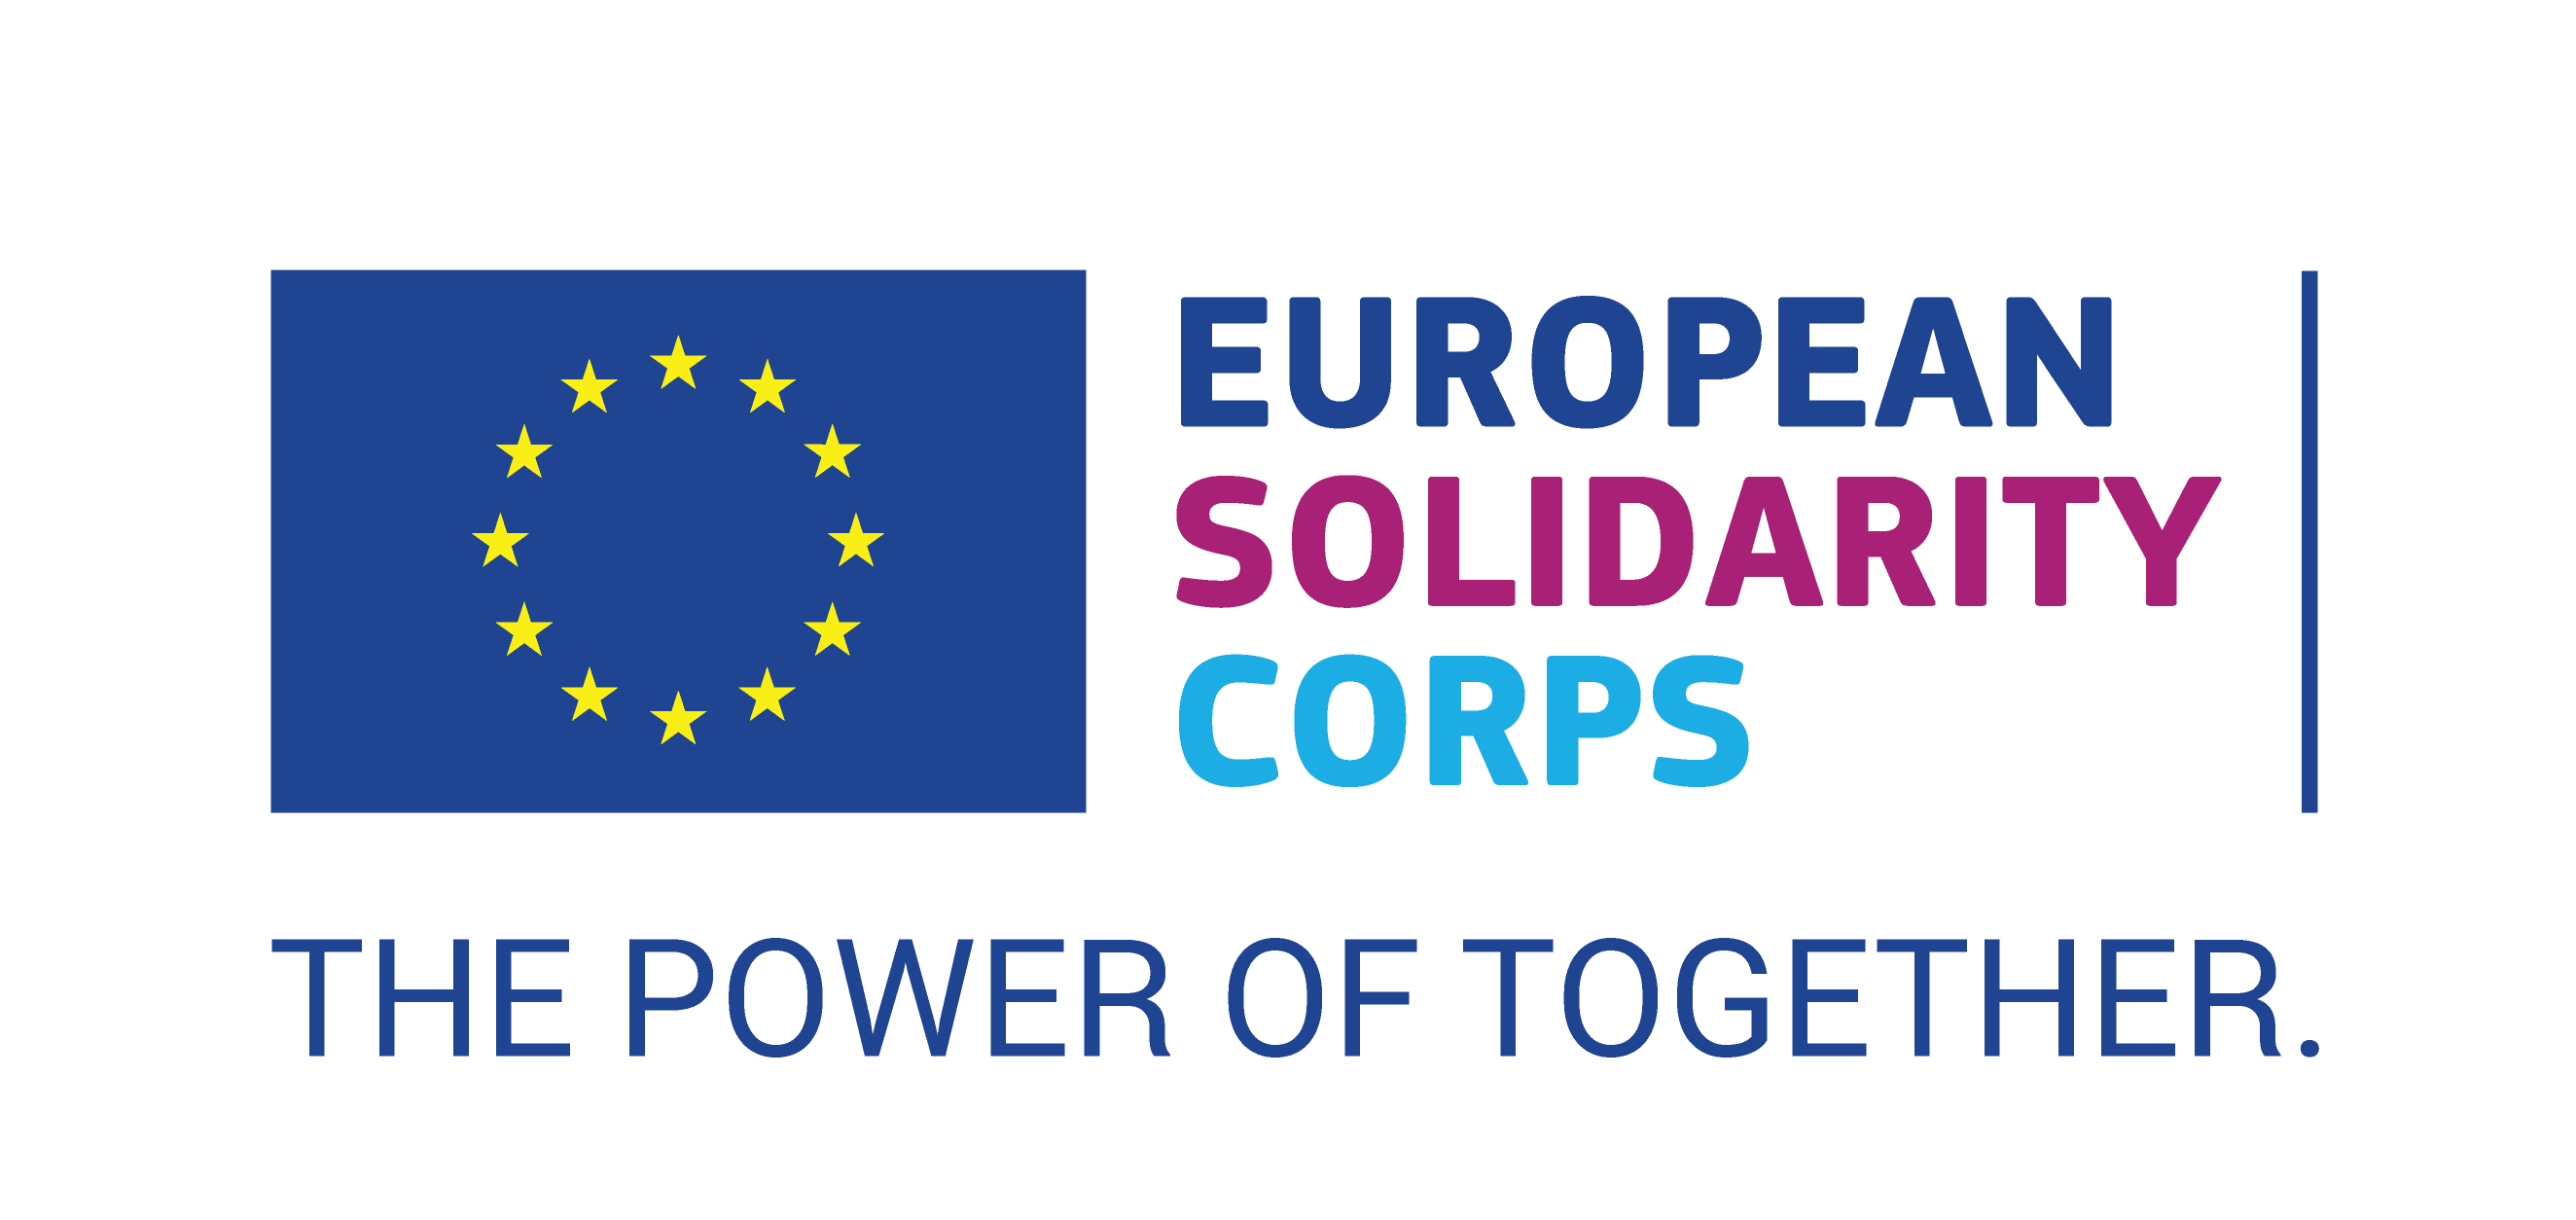 EUROPEAN
SOLIDARITY
CORPS
THE POWER OF TOGETHER.